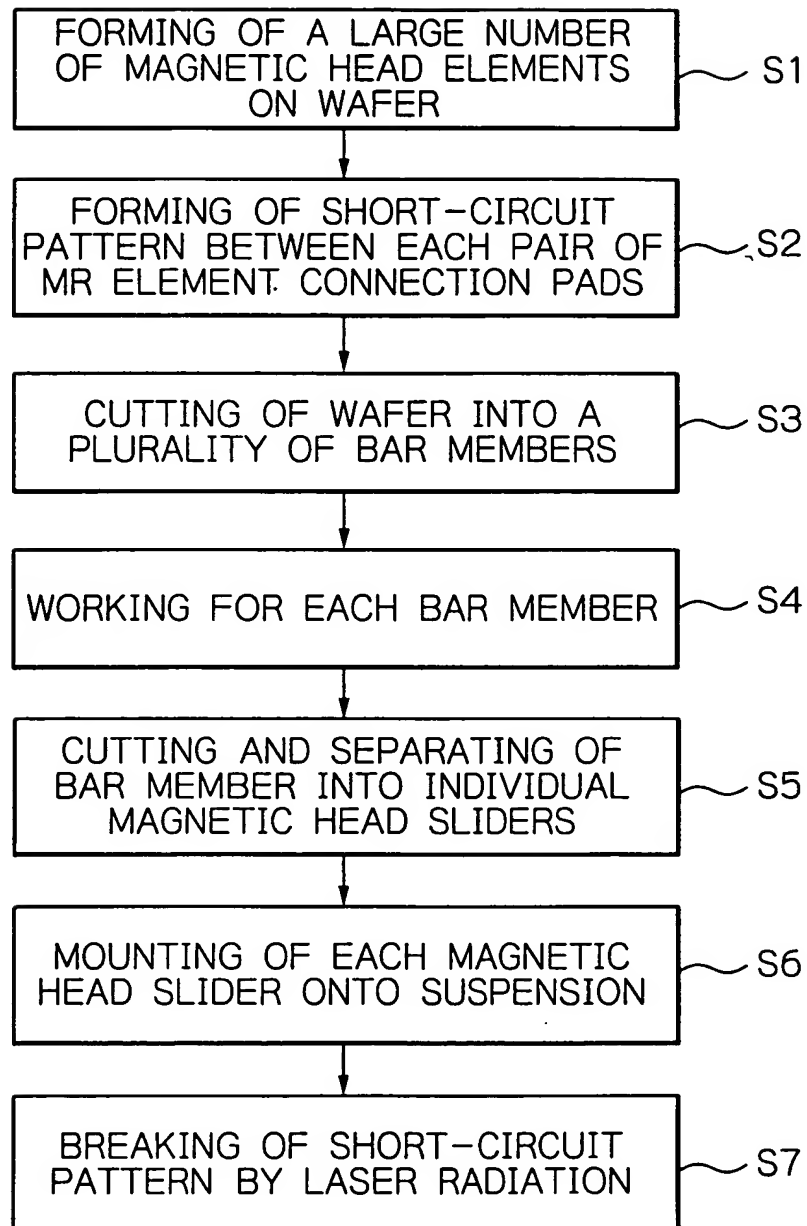 FORMING OF A LARGE NUMBER
OF MAGNETIC HEAD ELEMENTS
ON WAFER
S1
FORMING OF SHORT-CIRCUIT
PATTERN BETWEEN EACH PAIR OF
MR ELEMENT CONNECTION PADS
S2
CUTTING OF WAFER INTO A
PLURALITY OF BAR MEMBERS
S3
WORKING FOR EACH BAR MEMBER
S4
CUTTING AND SEPARATING OF
BAR MEMBER INTO INDIVIDUAL
MAGNETIC HEAD SLIDERS
S5
MOUNTING OF EACH MAGNETIC
HEAD SLIDER ONTO SUSPENSION
S6
BREAKING OF SHORT-CIRCUIT
PATTERN BY LASER RADIATION
S7